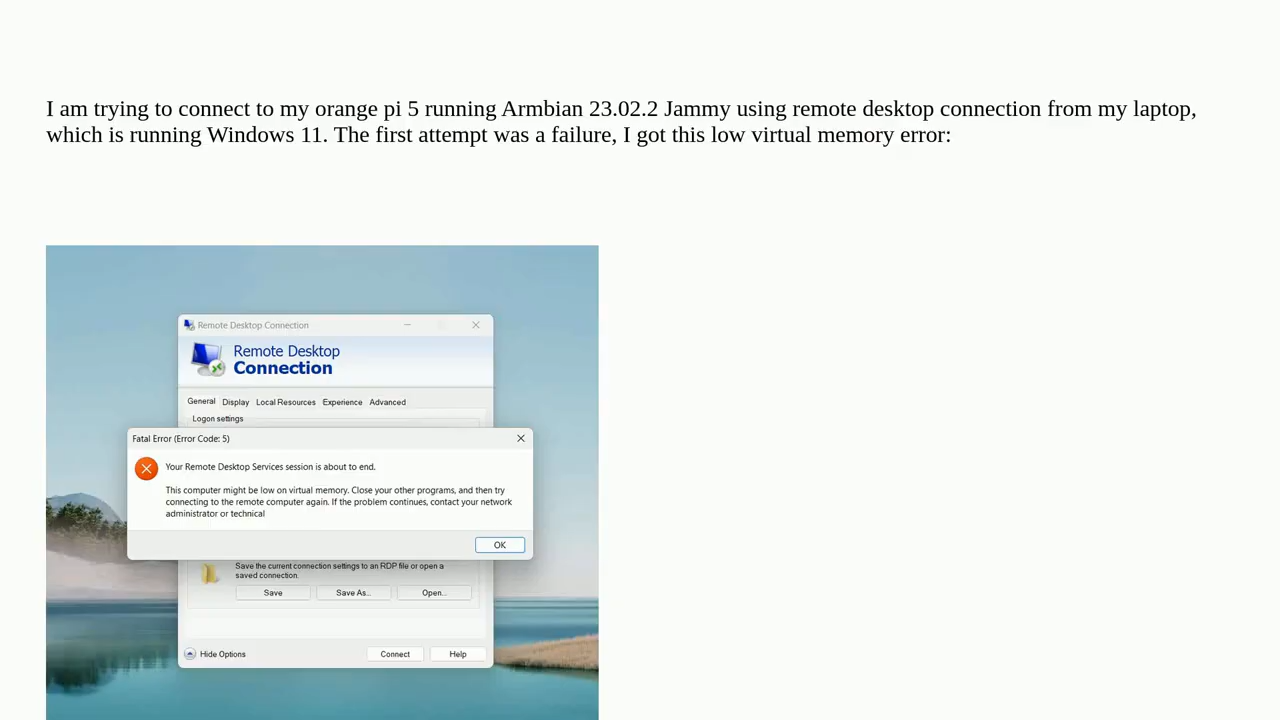 I am trying to connect to my orange pi 5 running Armbian 23.02.2 Jammy using remote desktop connection from my laptop,
which is running Windows 11. The first attempt was a failure, I got this low virtual memory error:
Remote Desktop Connection
Remote Desktop
Connection
General Display Local Resources Experience Advanced
Logon settings
Fatal Error (Error Code: 5)
Your Remote Desktop Services session is about to end.
This computer might be low on virtual memory. Close your other programs, and then try
connecting to the remote computer again. If the problem continues, contact your network
administrator or technical
OK
Save the current connection settings to an RDP file or open a
saved connection.
Save Save As... Open...
Hide Options Connect Help